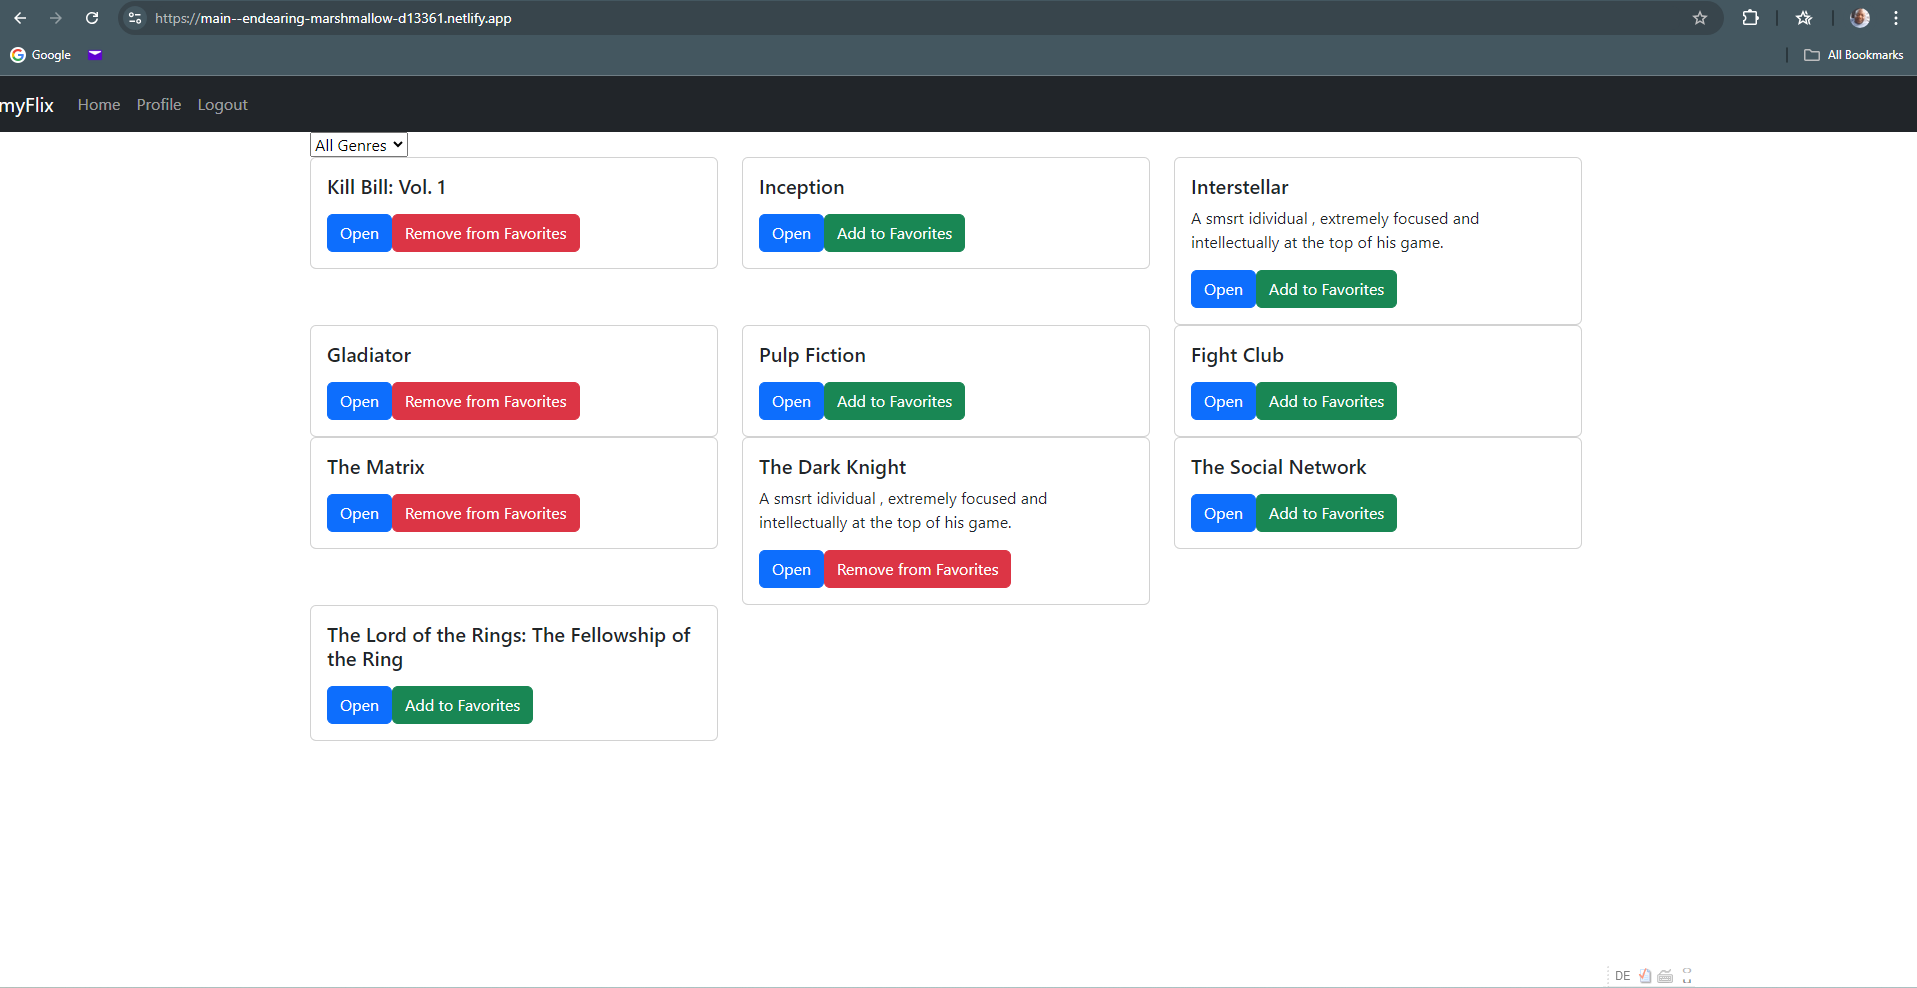 https://main--endearing-marshmallow-d13361.netlify.app
Google
All Bookmarks
myFlix Home Profile Logout
All Genres
Kill Bill: Vol. 1
Open Remove from Favorites
Inception
Open Add to Favorites
Interstellar
A smsrt idividual , extremely focused and
intellectually at the top of his game.
Open Add to Favorites
Gladiator
Open Remove from Favorites
Pulp Fiction
Open Add to Favorites
Fight Club
Open Add to Favorites
The Matrix
Open Remove from Favorites
The Dark Knight
A smsrt idividual , extremely focused and
intellectually at the top of his game.
Open Remove from Favorites
The Social Network
Open Add to Favorites
The Lord of the Rings: The Fellowship of
the Ring
Open Add to Favorites
DE